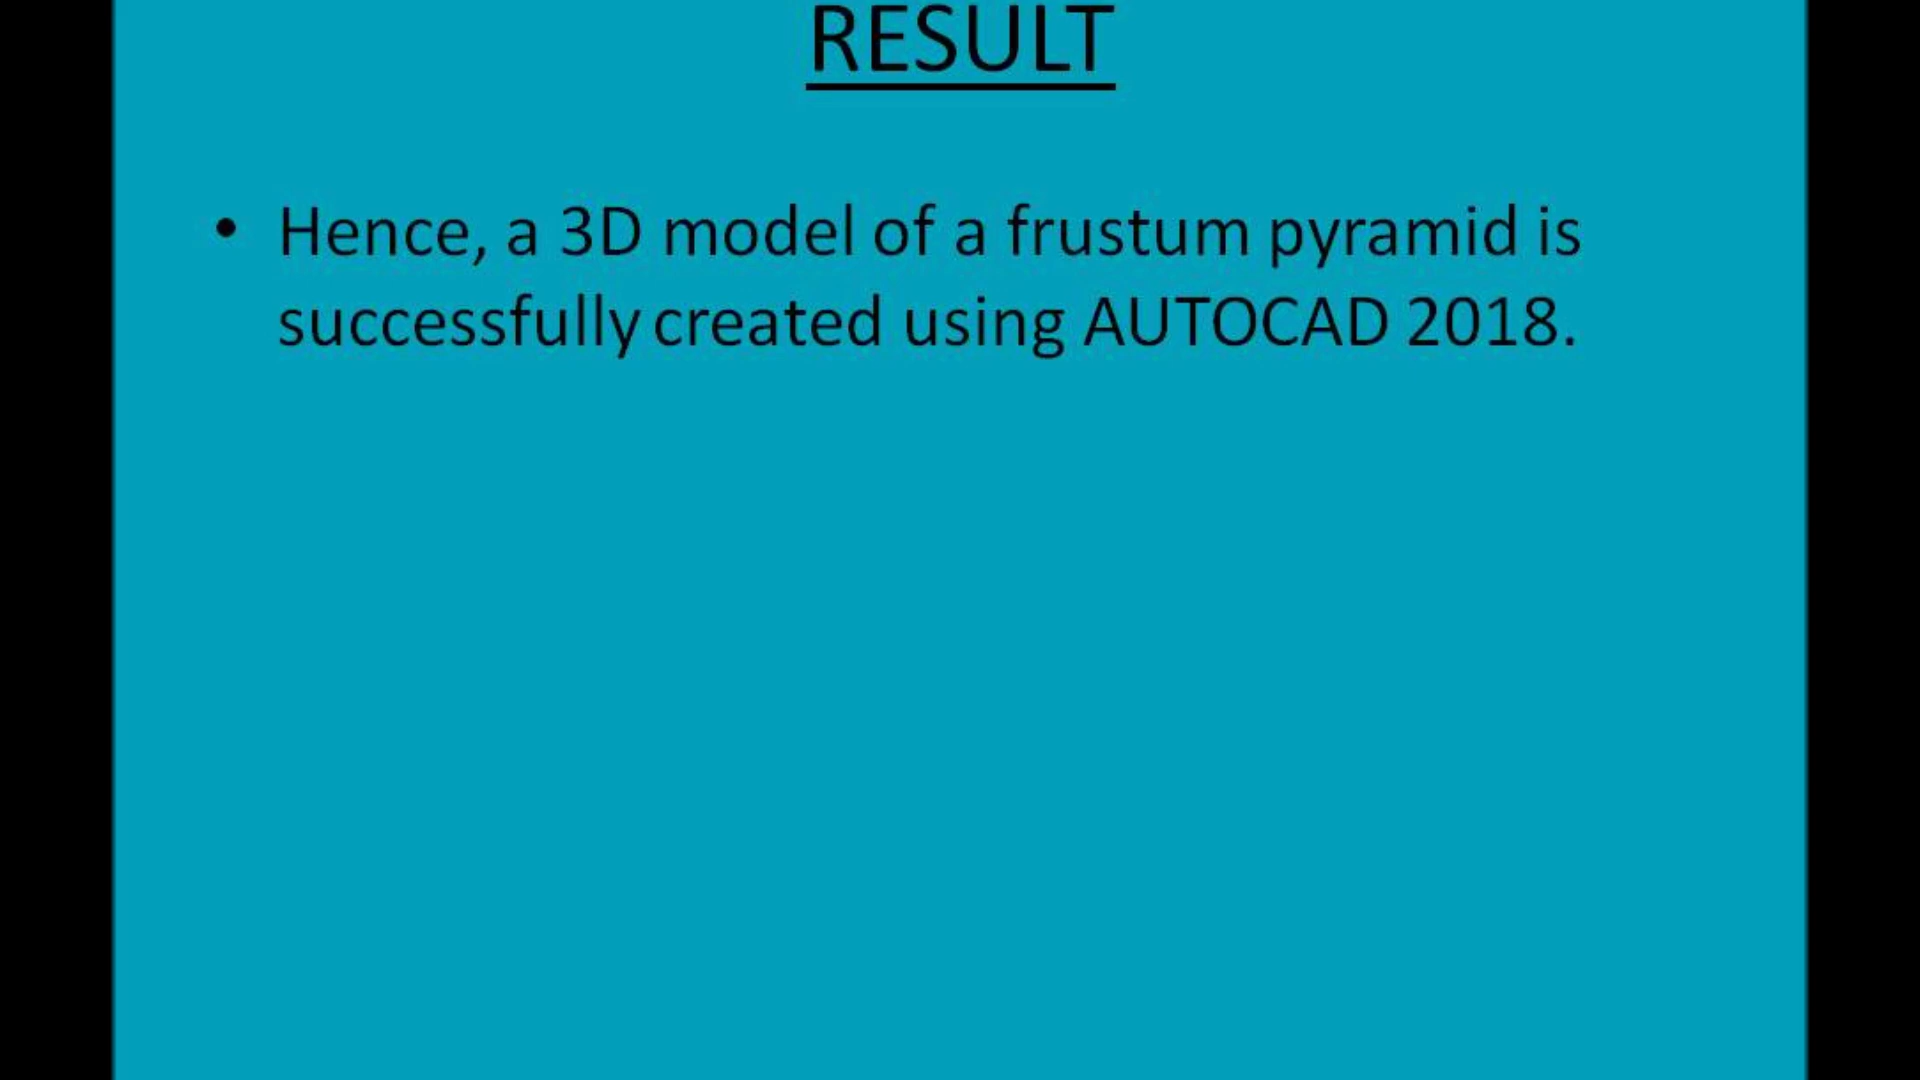 RESULT
• Hence, a 3D model of a frustum pyramid is
successfully created using AUTOCAD 2018.